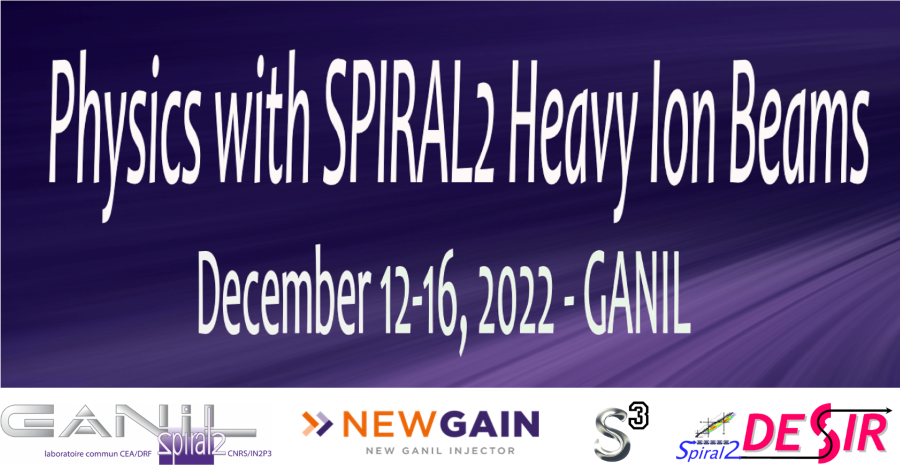 Physics with SPIRAL2 Heavy Ion Beams
December 12-16, 2022 - GANIL
GANIL
laboratoire commun CEA/DRF
spiral2
CNRS/IN2P3
NEWGAIN
NEW GANIL INJECTOR
S3
Spiral2
DESIR